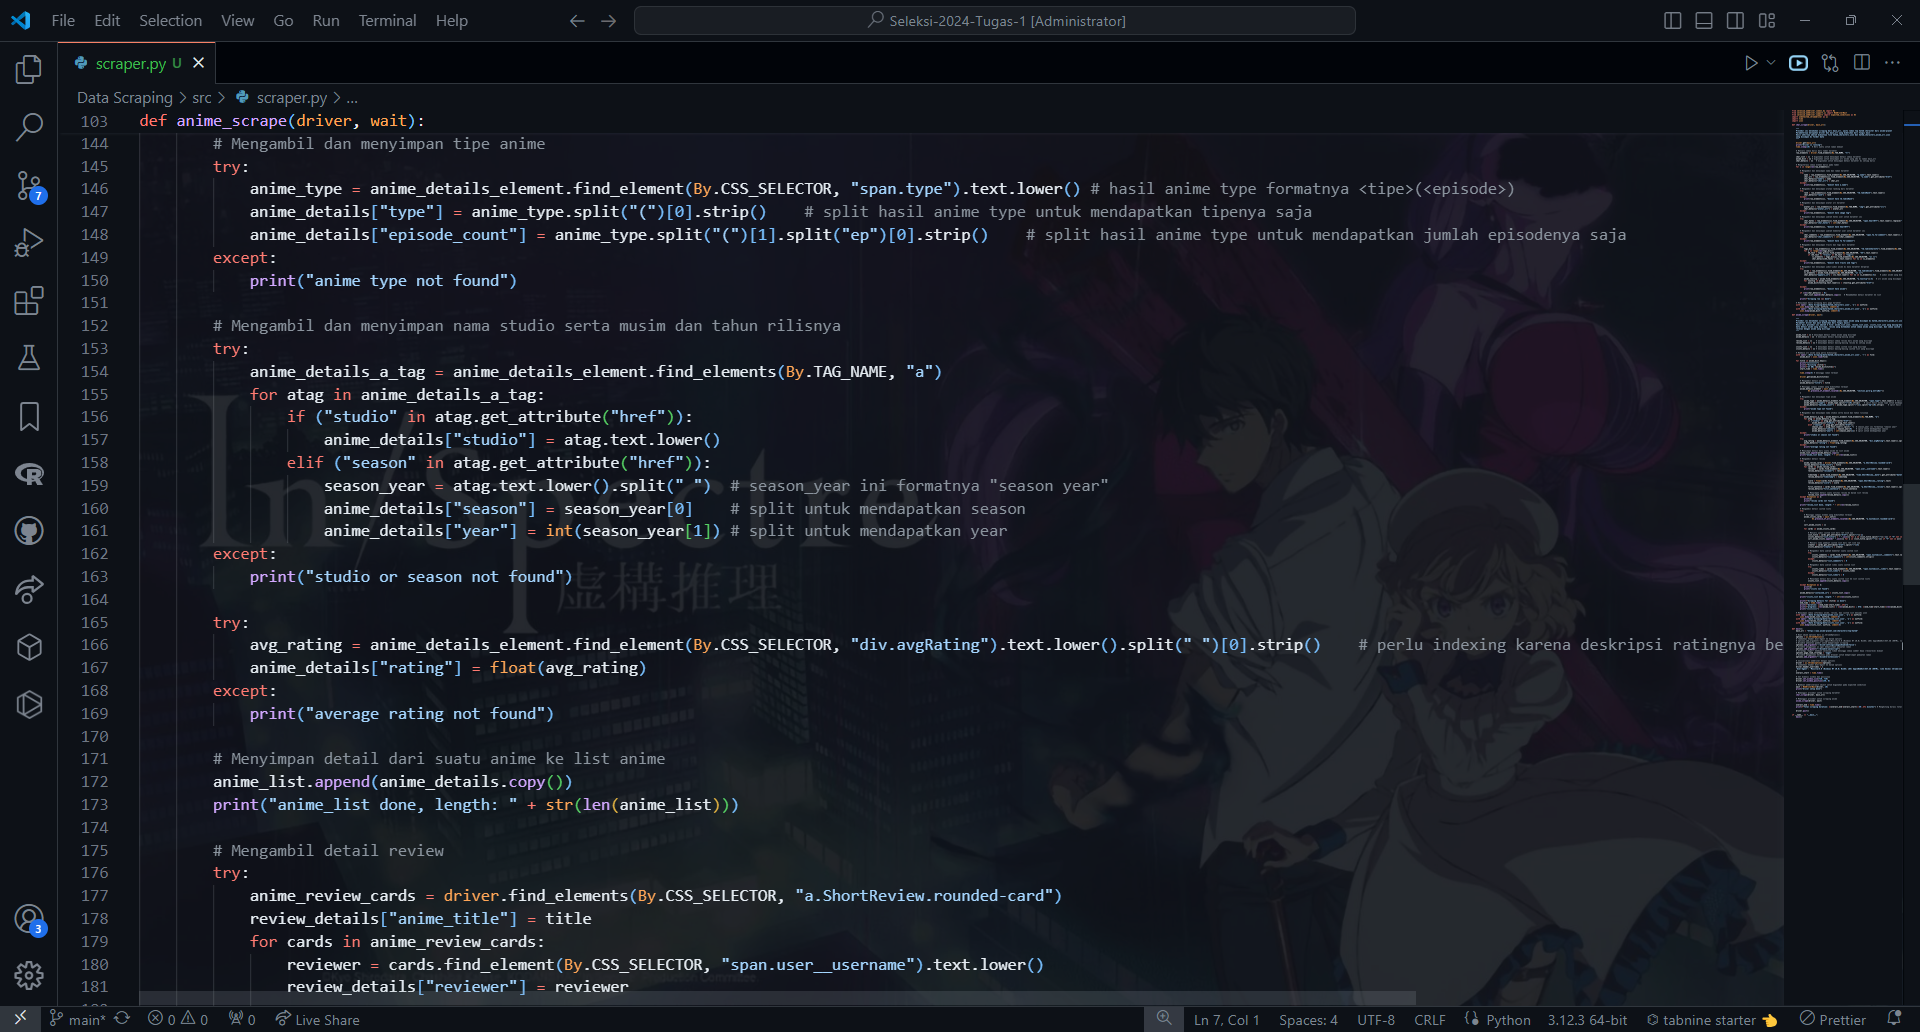 File Edit Selection View Go Run Terminal Help
Seleksi-2024-Tugas-1 [Administrator]
scraper.py U
Data Scraping > src > scraper.py > ...
103 def anime_scrape(driver, wait):
144 # Mengambil dan menyimpan tipe anime
145 try:
146 anime_type = anime_details_element.find_element(By.CSS_SELECTOR, "span.type").text.lower() # hasil anime type formatnya <tipe>(<episode>)
147 anime_details["type"] = anime_type.split("(")[0].strip() # split hasil anime type untuk mendapatkan tipenya saja
148 anime_details["episode_count"] = anime_type.split("(")[1].split("ep")[0].strip() # split hasil anime type untuk mendapatkan jumlah episodenya saja
149 except:
150 print("anime type not found")
151
152 # Mengambil dan menyimpan nama studio serta musim dan tahun rilisnya
153 try:
154 anime_details_a_tag = anime_details_element.find_elements(By.TAG_NAME, "a")
155 for atag in anime_details_a_tag:
156 if ("studio" in atag.get_attribute("href")):
157 anime_details["studio"] = atag.text.lower()
158 elif ("season" in atag.get_attribute("href")):
159 season_year = atag.text.lower().split(" ") # season_year ini formatnya "season year"
160 anime_details["season"] = season_year[0] # split untuk mendapatkan season
161 anime_details["year"] = int(season_year[1]) # split untuk mendapatkan year
162 except:
163 print("studio or season not found")
164
165 try:
166 avg_rating = anime_details_element.find_element(By.CSS_SELECTOR, "div.avgRating").text.lower().split(" ")[0].strip() # perlu indexing karena deskripsi ratingnya be
167 anime_details["rating"] = float(avg_rating)
168 except:
169 print("average rating not found")
170
171 # Menyimpan detail dari suatu anime ke list anime
172 anime_list.append(anime_details.copy())
173 print("anime_list done, length: " + str(len(anime_list)))
174
175 # Mengambil detail review
176 try:
177 anime_review_cards = driver.find_elements(By.CSS_SELECTOR, "a.ShortReview.rounded-card")
178 review_details["anime_title"] = title
179 for cards in anime_review_cards:
180 reviewer = cards.find_element(By.CSS_SELECTOR, "span.user__username").text.lower()
181 review_details["reviewer"] = reviewer
In/Spectre
虚構推理
7
3
main* 0 0 0 Live Share Ln 7, Col 1 Spaces: 4 UTF-8 CRLF Python 3.12.3 64-bit tabnine starter Prettier